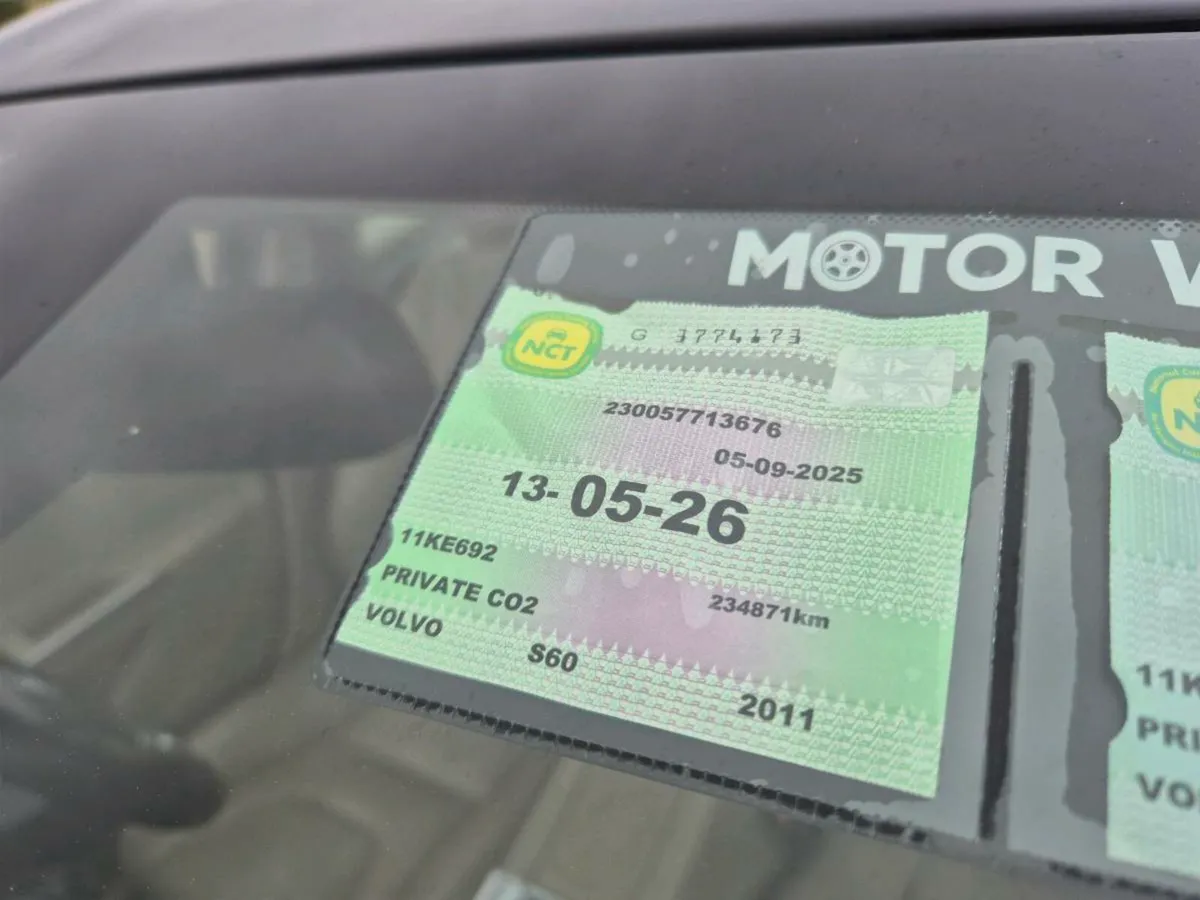 MOTOR V
NCT
G 3774173
230057713676
05-09-2025
13-05-26
11KE692
PRIVATE CO2
234871km
VOLVO
S60
2011
N
11K
PRI
VO